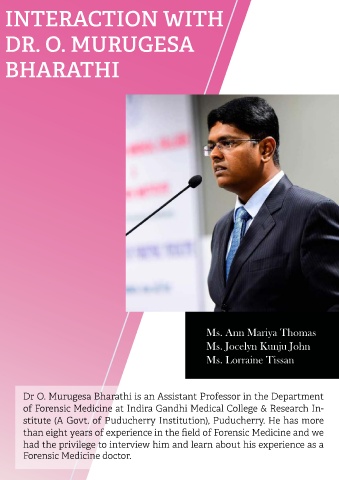 INTERACTION WITH
DR. O. MURUGESA
BHARATHI
Ms. Ann Mariya Thomas
Ms. Jocelyn Kunju John
Ms. Lorraine Tissan
Dr O. Murugesa Bharathi is an Assistant Professor in the Department
of Forensic Medicine at Indira Gandhi Medical College & Research In-
stitute (A Govt. of Puducherry Institution), Puducherry. He has more
than eight years of experience in the field of Forensic Medicine and we
had the privilege to interview him and learn about his experience as a
Forensic Medicine doctor.